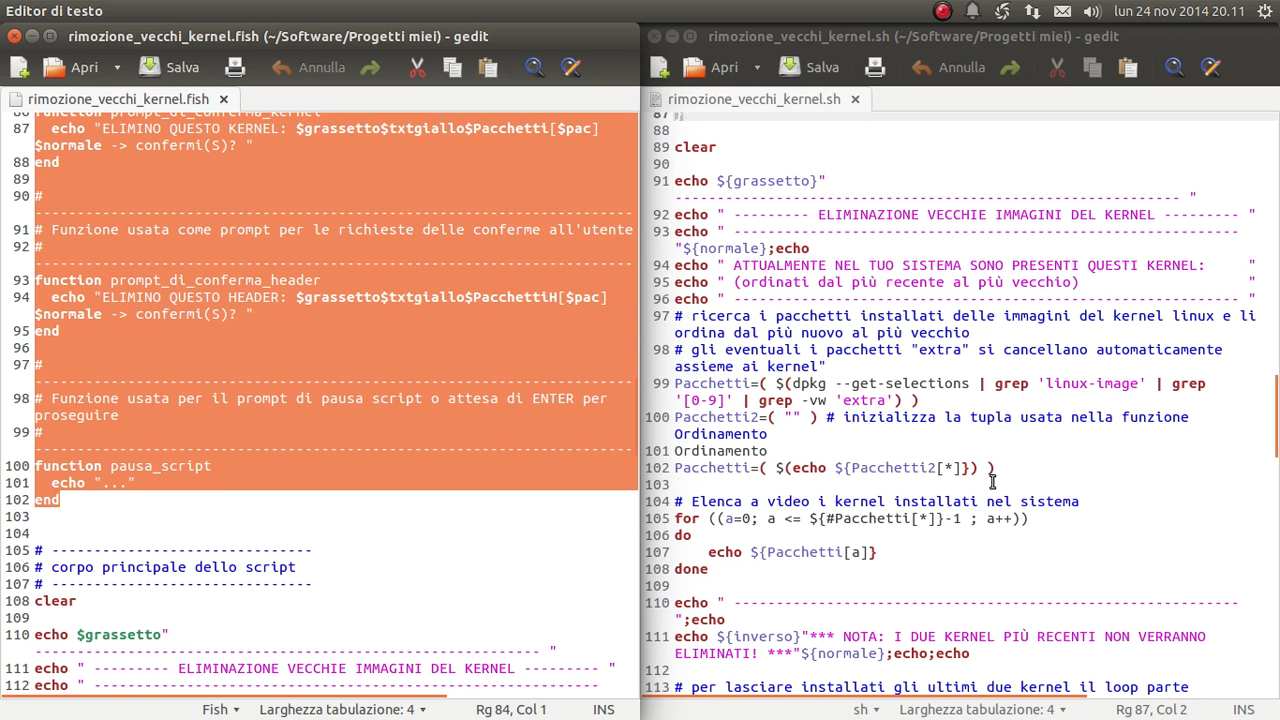 Editor di testo
lun 24 nov 2014 20.11
rimozione_vecchi_kernel.fish (~/Software/Progetti miei) - gedit
Apri
Salva
Annulla
rimozione_vecchi_kernel.fish
function prompt_di_conferma_kernel
87 echo "ELIMINO QUESTO KERNEL: $grassetto$txtgiallo$Pacchetti[$pac]
$normale -> confermi(S)? "
88 end
89
90 #
-----------------------------------------------------------------------
91 # Funzione usata come prompt per le richieste delle conferme all'utente
92 #
-----------------------------------------------------------------------
93 function prompt_di_conferma_header
94 echo "ELIMINO QUESTO HEADER: $grassetto$txtgiallo$PacchettiH[$pac]
$normale -> confermi(S)? "
95 end
96
97 #
-----------------------------------------------------------------------
98 # Funzione usata per il prompt di pausa script o attesa di ENTER per
proseguire
99 #
-----------------------------------------------------------------------
100 function pausa_script
101 echo "..."
102 end
103
104
105 # -------------------------------
106 # corpo principale dello script
107 # -------------------------------
108 clear
109
110 echo $grassetto"
------------------------------------------------------------ "
111 echo " --------- ELIMINAZIONE VECCHIE IMMAGINI DEL KERNEL --------- "
112 echo " ------------------------------------------------------------
Fish
Larghezza tabulazione: 4
Rg 84, Col 1
INS
rimozione_vecchi_kernel.sh (~/Software/Progetti miei) - gedit
Apri
Salva
Annulla
rimozione_vecchi_kernel.sh
87 }
88
89 clear
90
91 echo ${grassetto}"
------------------------------------------------------------ "
92 echo " --------- ELIMINAZIONE VECCHIE IMMAGINI DEL KERNEL --------- "
93 echo " ------------------------------------------------------------
"${normale};echo
94 echo " ATTUALMENTE NEL TUO SISTEMA SONO PRESENTI QUESTI KERNEL:     "
95 echo " (ordinati dal più recente al più vecchio)                    "
96 echo " ------------------------------------------------------------ "
97 # ricerca i pacchetti installati delle immagini del kernel linux e li
ordina dal più nuovo al più vecchio
98 # gli eventuali i pacchetti "extra" si cancellano automaticamente
assieme ai kernel"
99 Pacchetti=( $(dpkg --get-selections | grep 'linux-image' | grep
'[0-9]' | grep -vw 'extra') )
100 Pacchetti2=( "" ) # inizializza la tupla usata nella funzione
Ordinamento
101 Ordinamento
102 Pacchetti=( $(echo ${Pacchetti2[*]}) )
103
104 # Elenca a video i kernel installati nel sistema
105 for ((a=0; a <= ${#Pacchetti[*]}-1 ; a++))
106 do
107 echo ${Pacchetti[a]}
108 done
109
110 echo " ------------------------------------------------------------
";echo
111 echo ${inverso}"*** NOTA: I DUE KERNEL PIÙ RECENTI NON VERRANNO
ELIMINATI! ***"${normale};echo;echo
112
113 # per lasciare installati gli ultimi due kernel il loop parte
sh
Larghezza tabulazione: 4
Rg 87, Col 2
INS